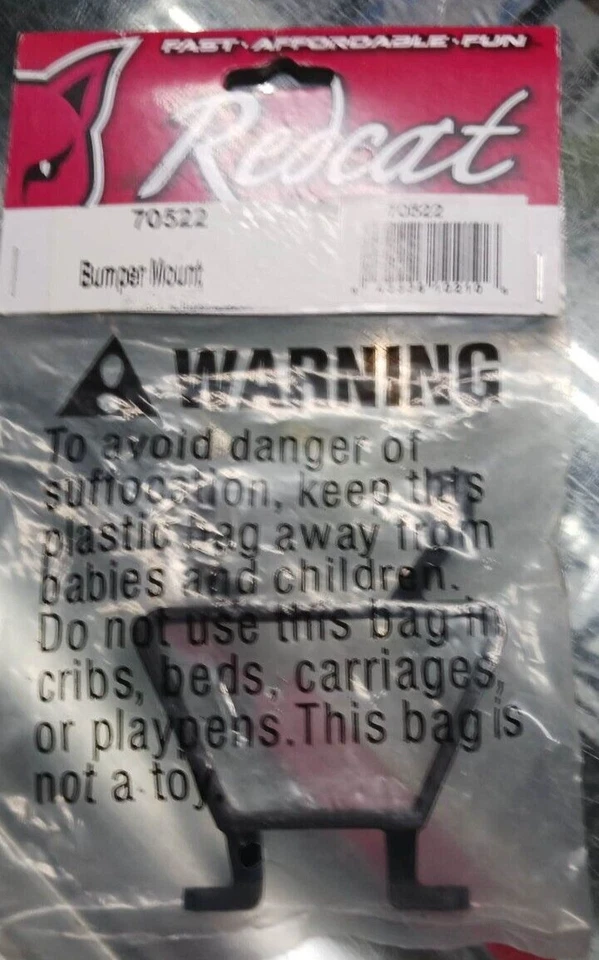 FAST · AFFORDABLE · FUN
Redcat
70522
70522
Bumper Mount
WARNING
To avoid danger of
suffocation, keep this
plastic bag away from
babies and children.
Do not use this bag in
cribs, beds, carriages,
or playpens.This bag is
not a toy.